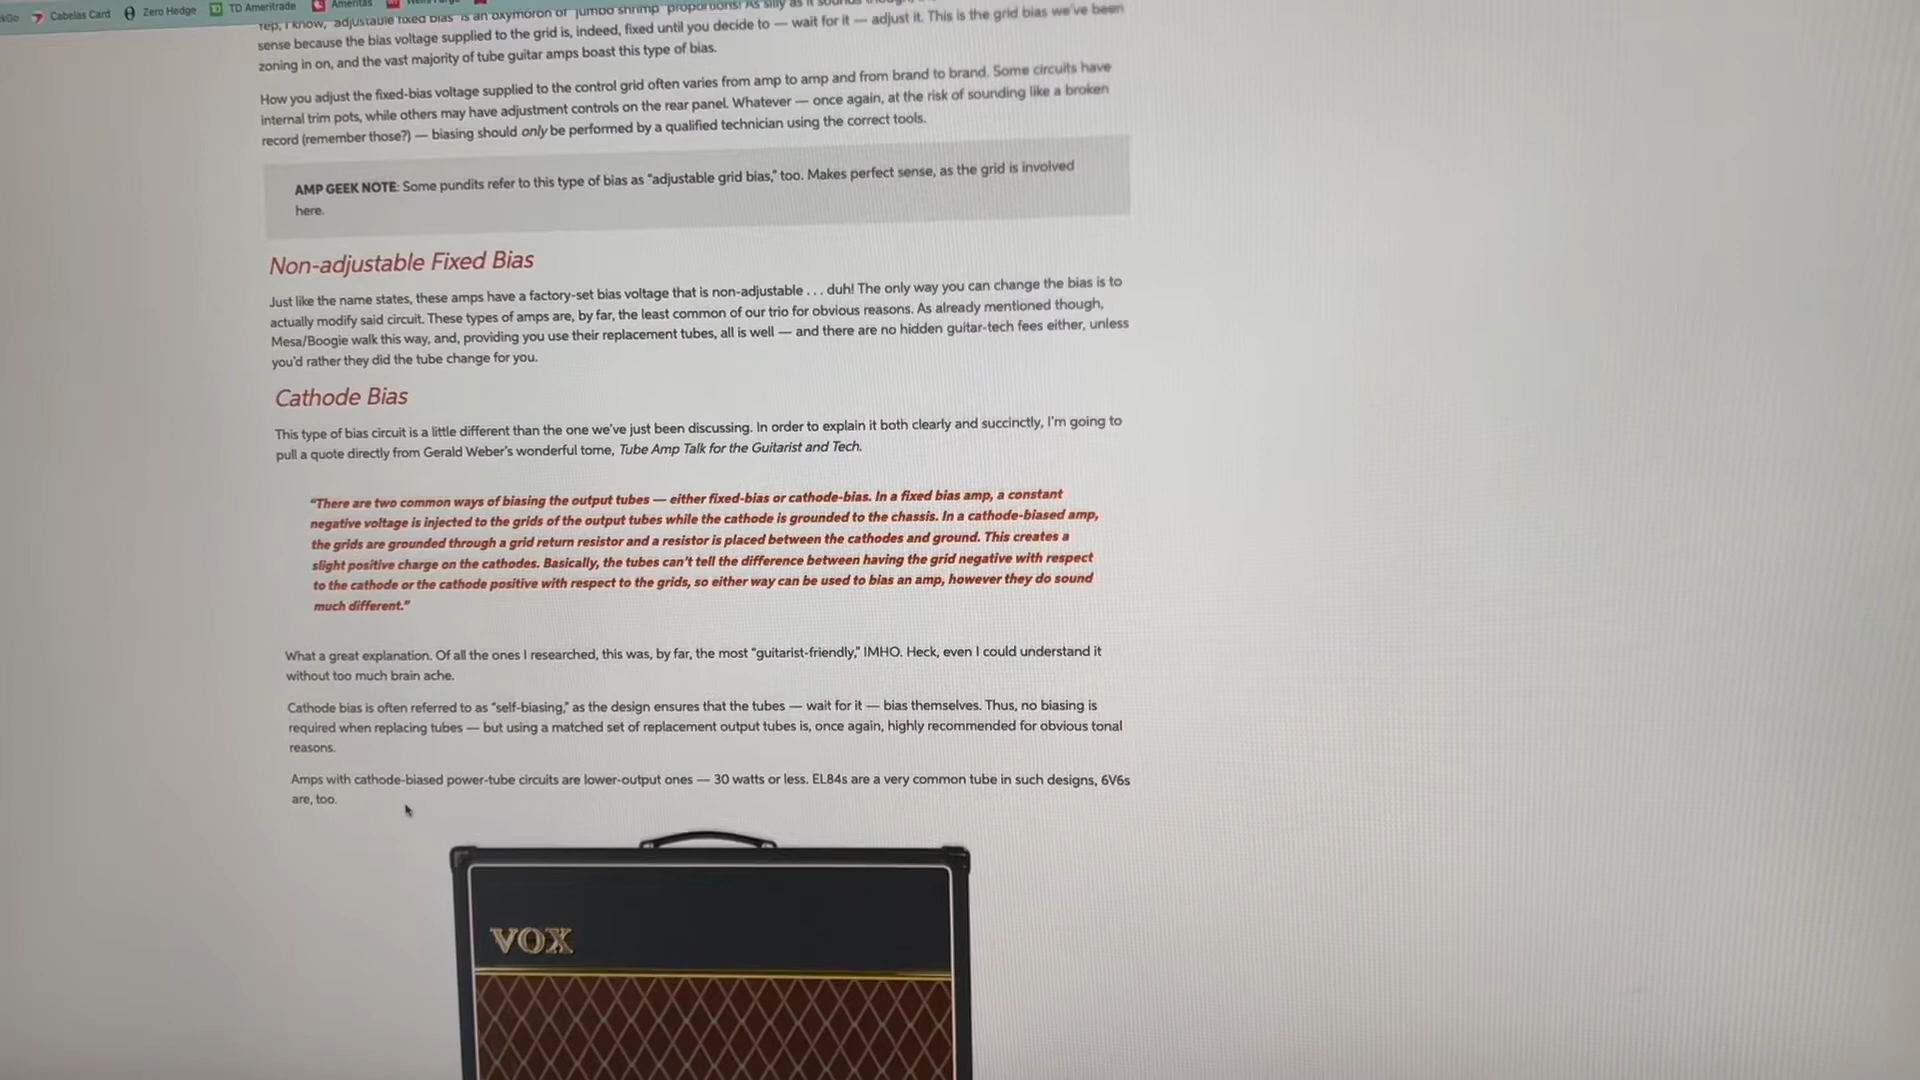 kGo Cabelas Card Zero Hedge TD Ameritrade Ameritas
Yep, I know, "adjustable fixed bias" is an oxymoron of "jumbo shrimp" proportions! As silly as it sounds
sense because the bias voltage supplied to the grid is, indeed, fixed until you decide to — wait for it — adjust it. This is the grid bias we've been
zoning in on, and the vast majority of tube guitar amps boast this type of bias.
How you adjust the fixed-bias voltage supplied to the control grid often varies from amp to amp and from brand to brand. Some circuits have
internal trim pots, while others may have adjustment controls on the rear panel. Whatever — once again, at the risk of sounding like a broken
record (remember those?) — biasing should only be performed by a qualified technician using the correct tools.
AMP GEEK NOTE: Some pundits refer to this type of bias as "adjustable grid bias," too. Makes perfect sense, as the grid is involved
here.
Non-adjustable Fixed Bias
Just like the name states, these amps have a factory-set bias voltage that is non-adjustable . . . duh! The only way you can change the bias is to
actually modify said circuit. These types of amps are, by far, the least common of our trio for obvious reasons. As already mentioned though,
Mesa/Boogie walk this way, and, providing you use their replacement tubes, all is well — and there are no hidden guitar-tech fees either, unless
you'd rather they did the tube change for you.
Cathode Bias
This type of bias circuit is a little different than the one we've just been discussing. In order to explain it both clearly and succinctly, I'm going to
pull a quote directly from Gerald Weber's wonderful tome, Tube Amp Talk for the Guitarist and Tech.
"There are two common ways of biasing the output tubes — either fixed-bias or cathode-bias. In a fixed bias amp, a constant
negative voltage is injected to the grids of the output tubes while the cathode is grounded to the chassis. In a cathode-biased amp,
the grids are grounded through a grid return resistor and a resistor is placed between the cathodes and ground. This creates a
slight positive charge on the cathodes. Basically, the tubes can't tell the difference between having the grid negative with respect
to the cathode or the cathode positive with respect to the grids, so either way can be used to bias an amp, however they do sound
much different."
What a great explanation. Of all the ones I researched, this was, by far, the most "guitarist-friendly," IMHO. Heck, even I could understand it
without too much brain ache.
Cathode bias is often referred to as "self-biasing," as the design ensures that the tubes — wait for it — bias themselves. Thus, no biasing is
required when replacing tubes — but using a matched set of replacement output tubes is, once again, highly recommended for obvious tonal
reasons.
Amps with cathode-biased power-tube circuits are lower-output ones — 30 watts or less. EL84s are a very common tube in such designs, 6V6s
are, too.
VOX